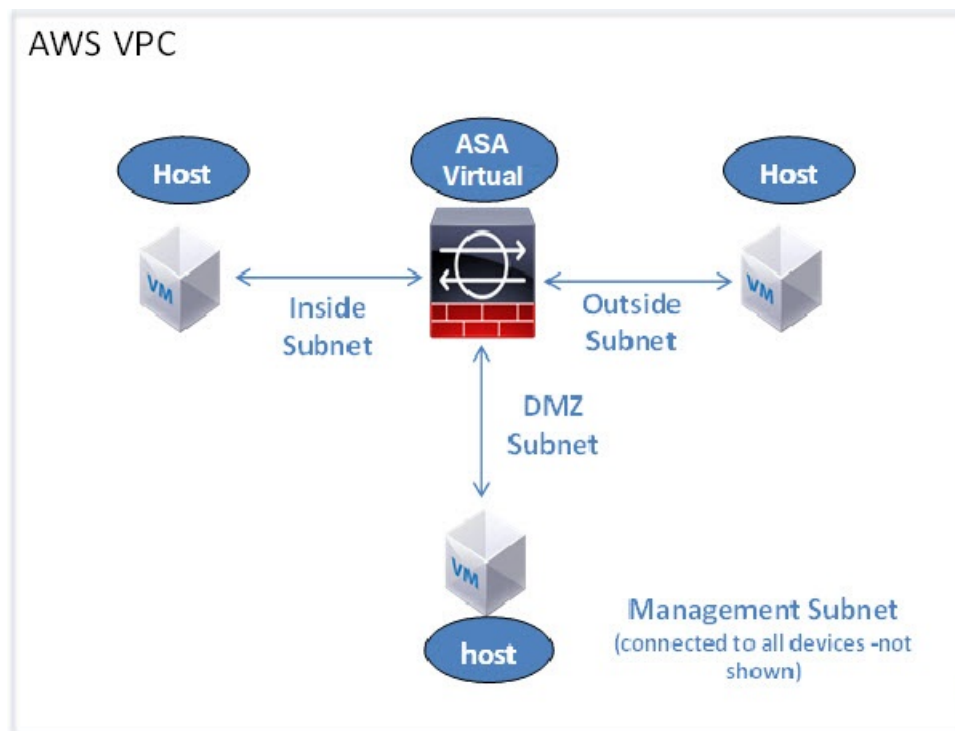 AWS VPC
Host
ASA
Virtual
Host
VM
VM
Inside
Subnet
Outside
Subnet
DMZ
Subnet
VM
host
Management Subnet
(connected to all devices -not
shown)